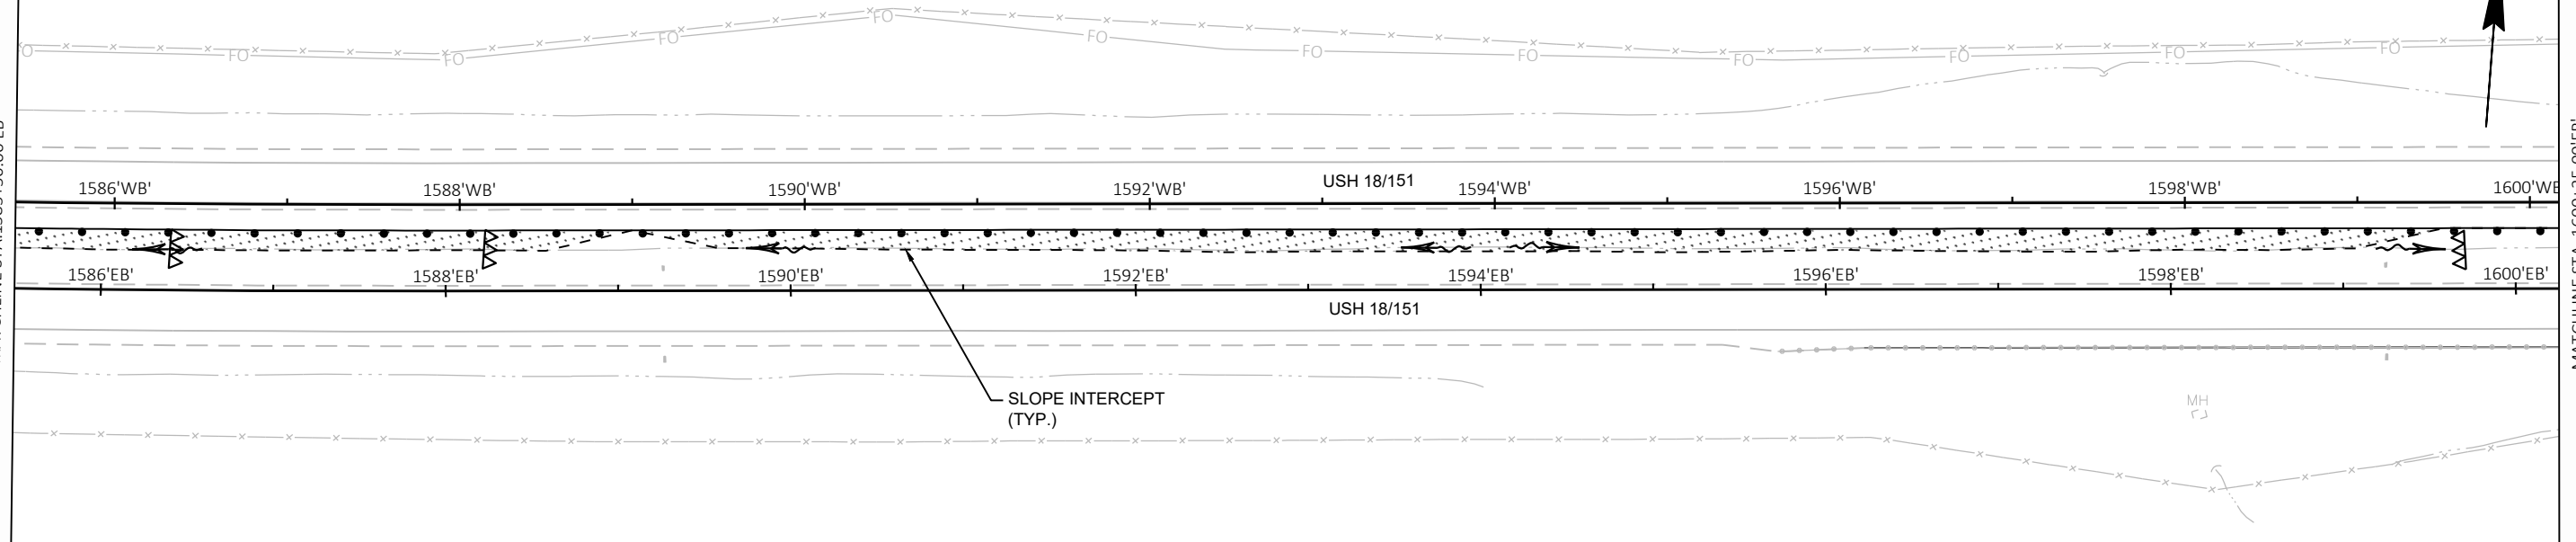 FO FO FO FO FO FO FO FO FO FO FO
1586'WB' 1588'WB' 1590'WB' 1592'WB' USH 18/151 1594'WB' 1596'WB' 1598'WB' 1600'WB
1586'EB' 1588'EB' 1590'EB' 1592'EB' 1594'EB' 1596'EB' 1598'EB' 1600'EB'
USH 18/151
SLOPE INTERCEPT
(TYP.)
MH